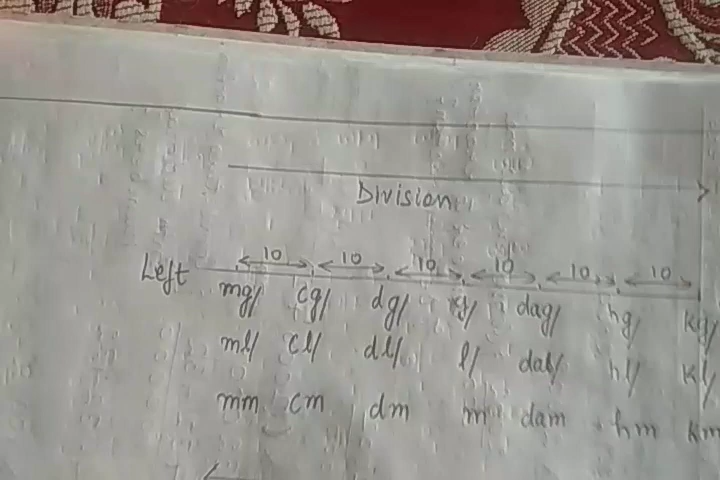 Division
10 10 10 10 10 10
Left
mg/ cg/ dg/ dag/ hg/ kg/
ml/ cl/ dl/ l/ dal/ hl/ kl/
mm cm dm m dam hm km